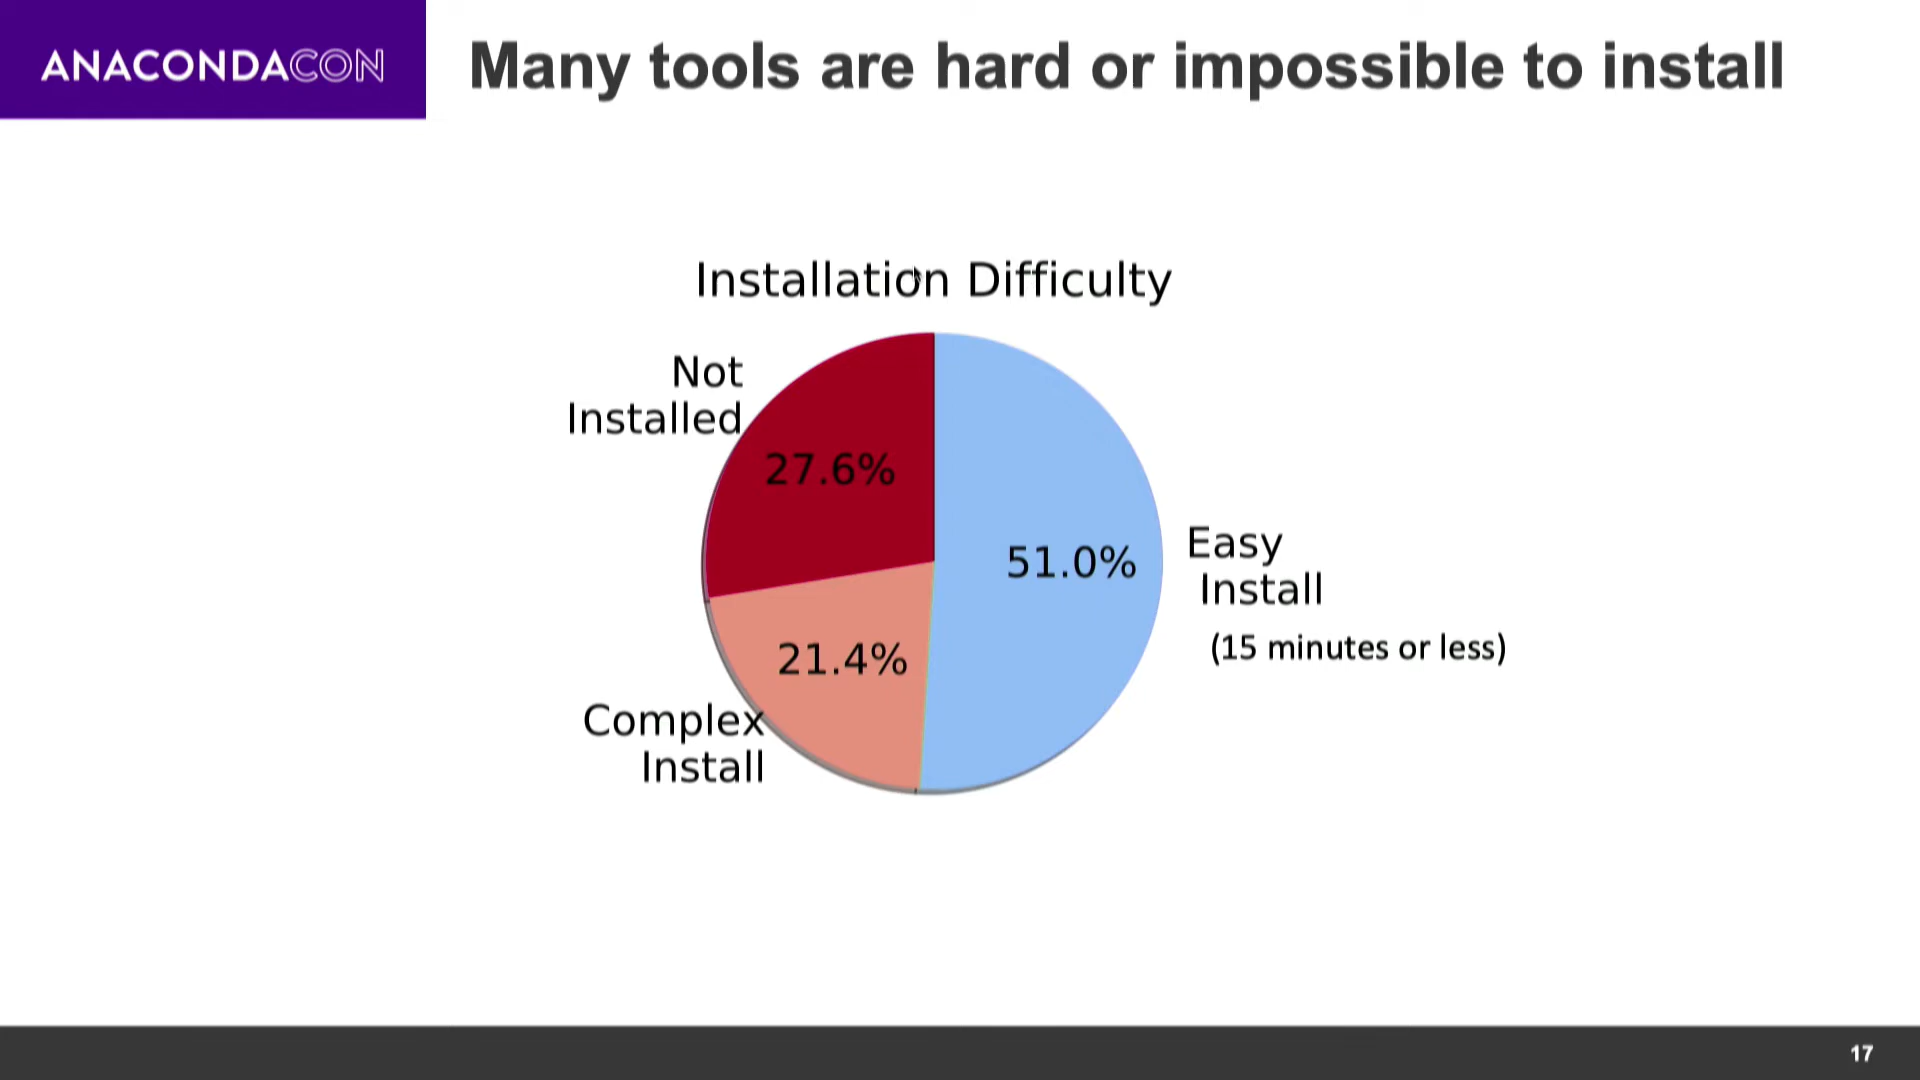 ANACONDACON
Many tools are hard or impossible to install
Installation Difficulty
Not
Installed
27.6%
51.0%
Easy
Install
(15 minutes or less)
21.4%
Complex
Install
17